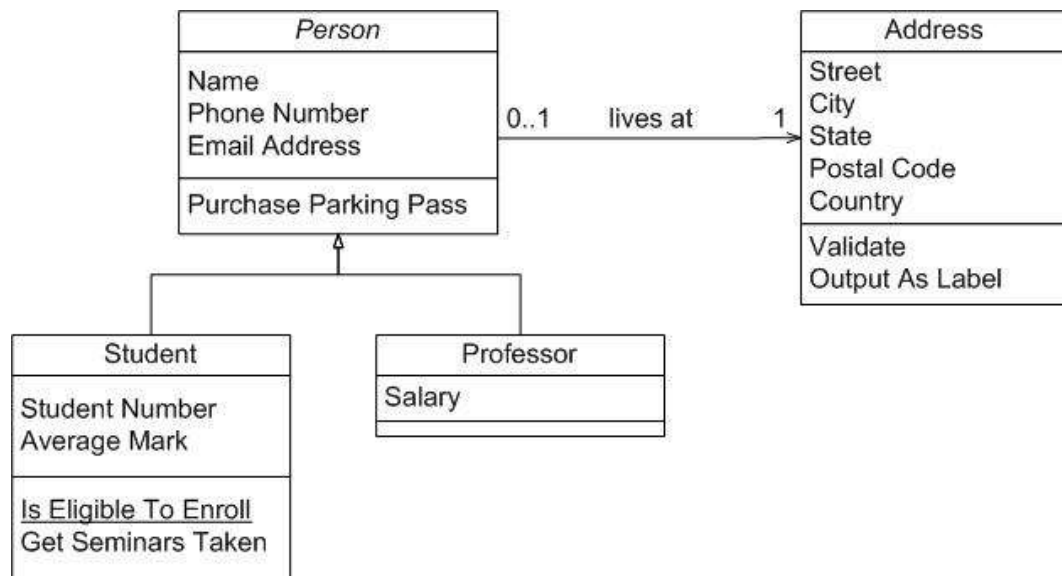 Person
Name
Phone Number
Email Address
Purchase Parking Pass
0..1 lives at 1
Address
Street
City
State
Postal Code
Country
Validate
Output As Label
Student
Student Number
Average Mark
Is Eligible To Enroll
Get Seminars Taken
Professor
Salary